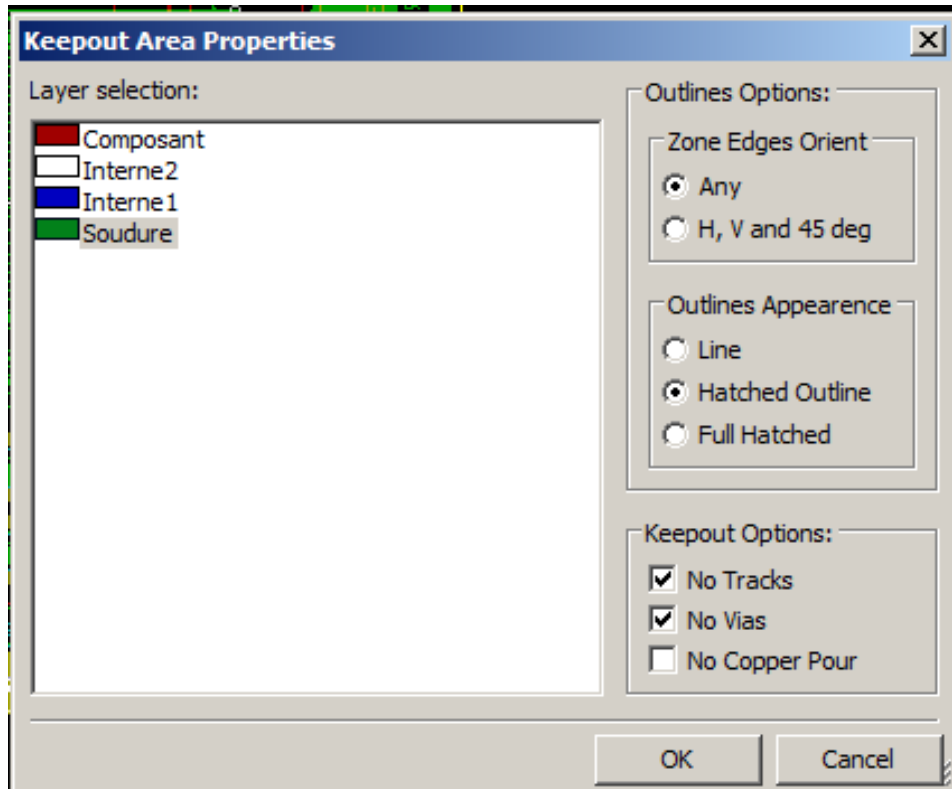 Keepout Area Properties
Layer selection:
Composant
Interne2
Interne1
Soudure
Outlines Options:
Zone Edges Orient
Any
H, V and 45 deg
Outlines Appearence
Line
Hatched Outline
Full Hatched
Keepout Options:
No Tracks
No Vias
No Copper Pour
OK
Cancel